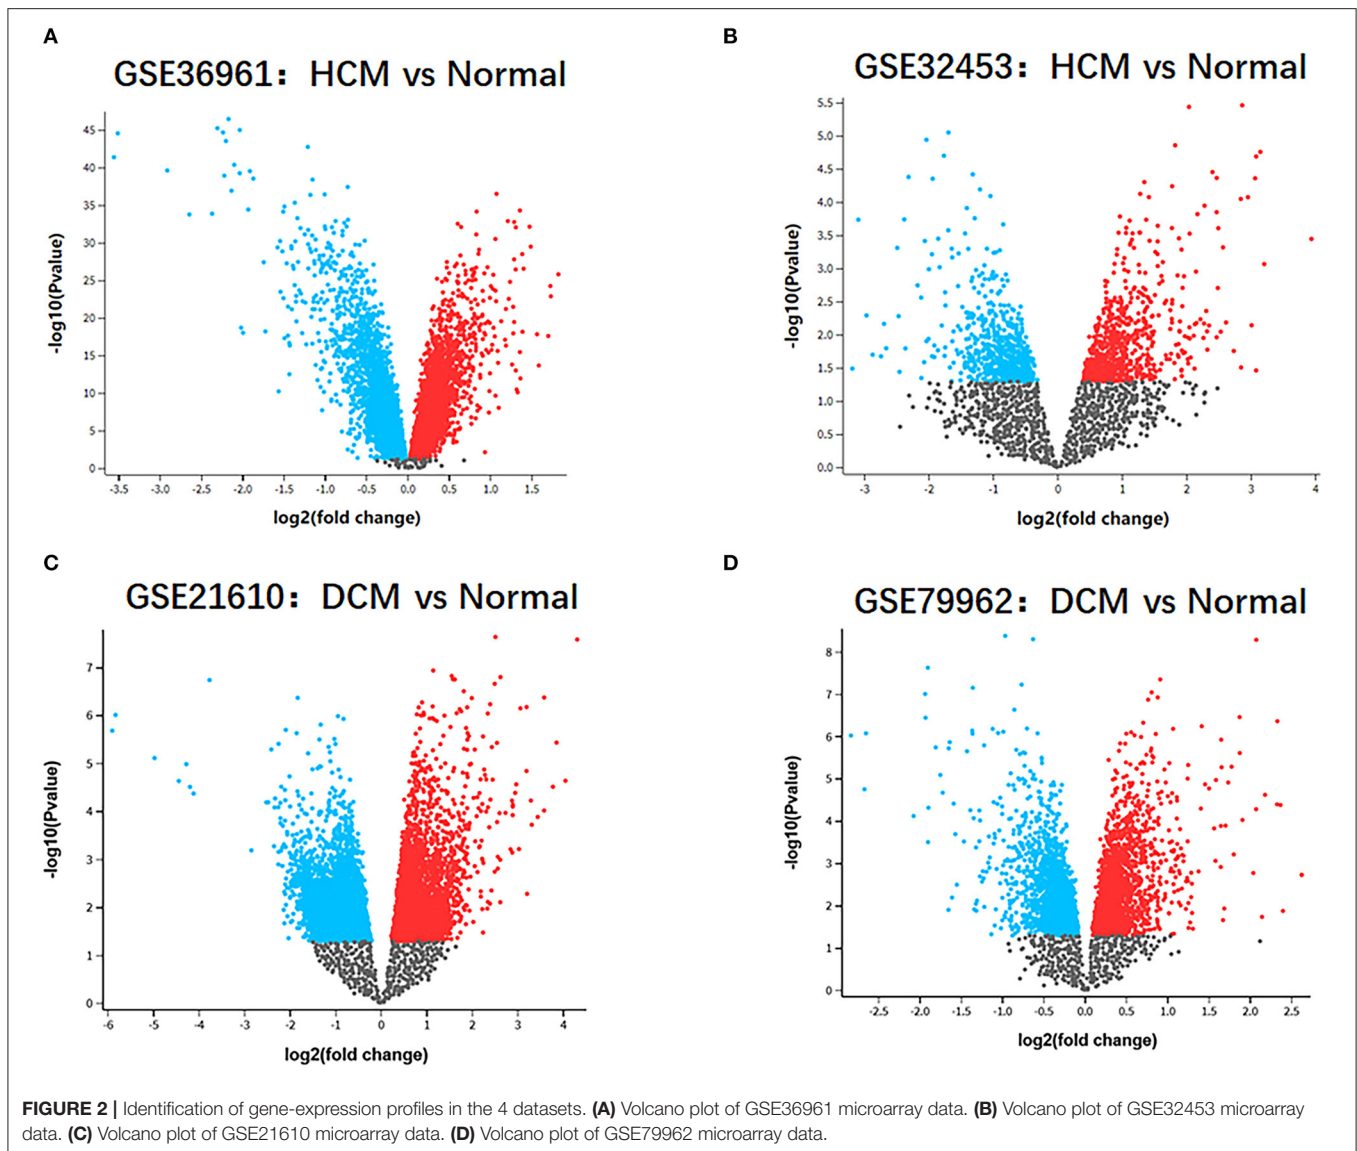 A
GSE36961: HCM vs Normal
-log10(Pvalue)
45
40
35
30
25
20
15
10
5
0
-3.5 -3.0 -2.5 -2.0 -1.5 -1.0 -0.5 0.0 0.5 1.0 1.5
log2(fold change)
B
GSE32453: HCM vs Normal
-log10(Pvalue)
5.5
5.0
4.5
4.0
3.5
3.0
2.5
2.0
1.5
1.0
0.5
0.0
-3 -2 -1 0 1 2 3 4
log2(fold change)
C
GSE21610: DCM vs Normal
-log10(Pvalue)
7
6
5
4
3
2
1
0
-6 -5 -4 -3 -2 -1 0 1 2 3 4
log2(fold change)
D
GSE79962: DCM vs Normal
-log10(Pvalue)
8
7
6
5
4
3
2
1
0
-2.5 -2.0 -1.5 -1.0 -0.5 0.0 0.5 1.0 1.5 2.0 2.5
log2(fold change)
FIGURE 2 | Identification of gene-expression profiles in the 4 datasets. (A) Volcano plot of GSE36961 microarray data. (B) Volcano plot of GSE32453 microarray
data. (C) Volcano plot of GSE21610 microarray data. (D) Volcano plot of GSE79962 microarray data.